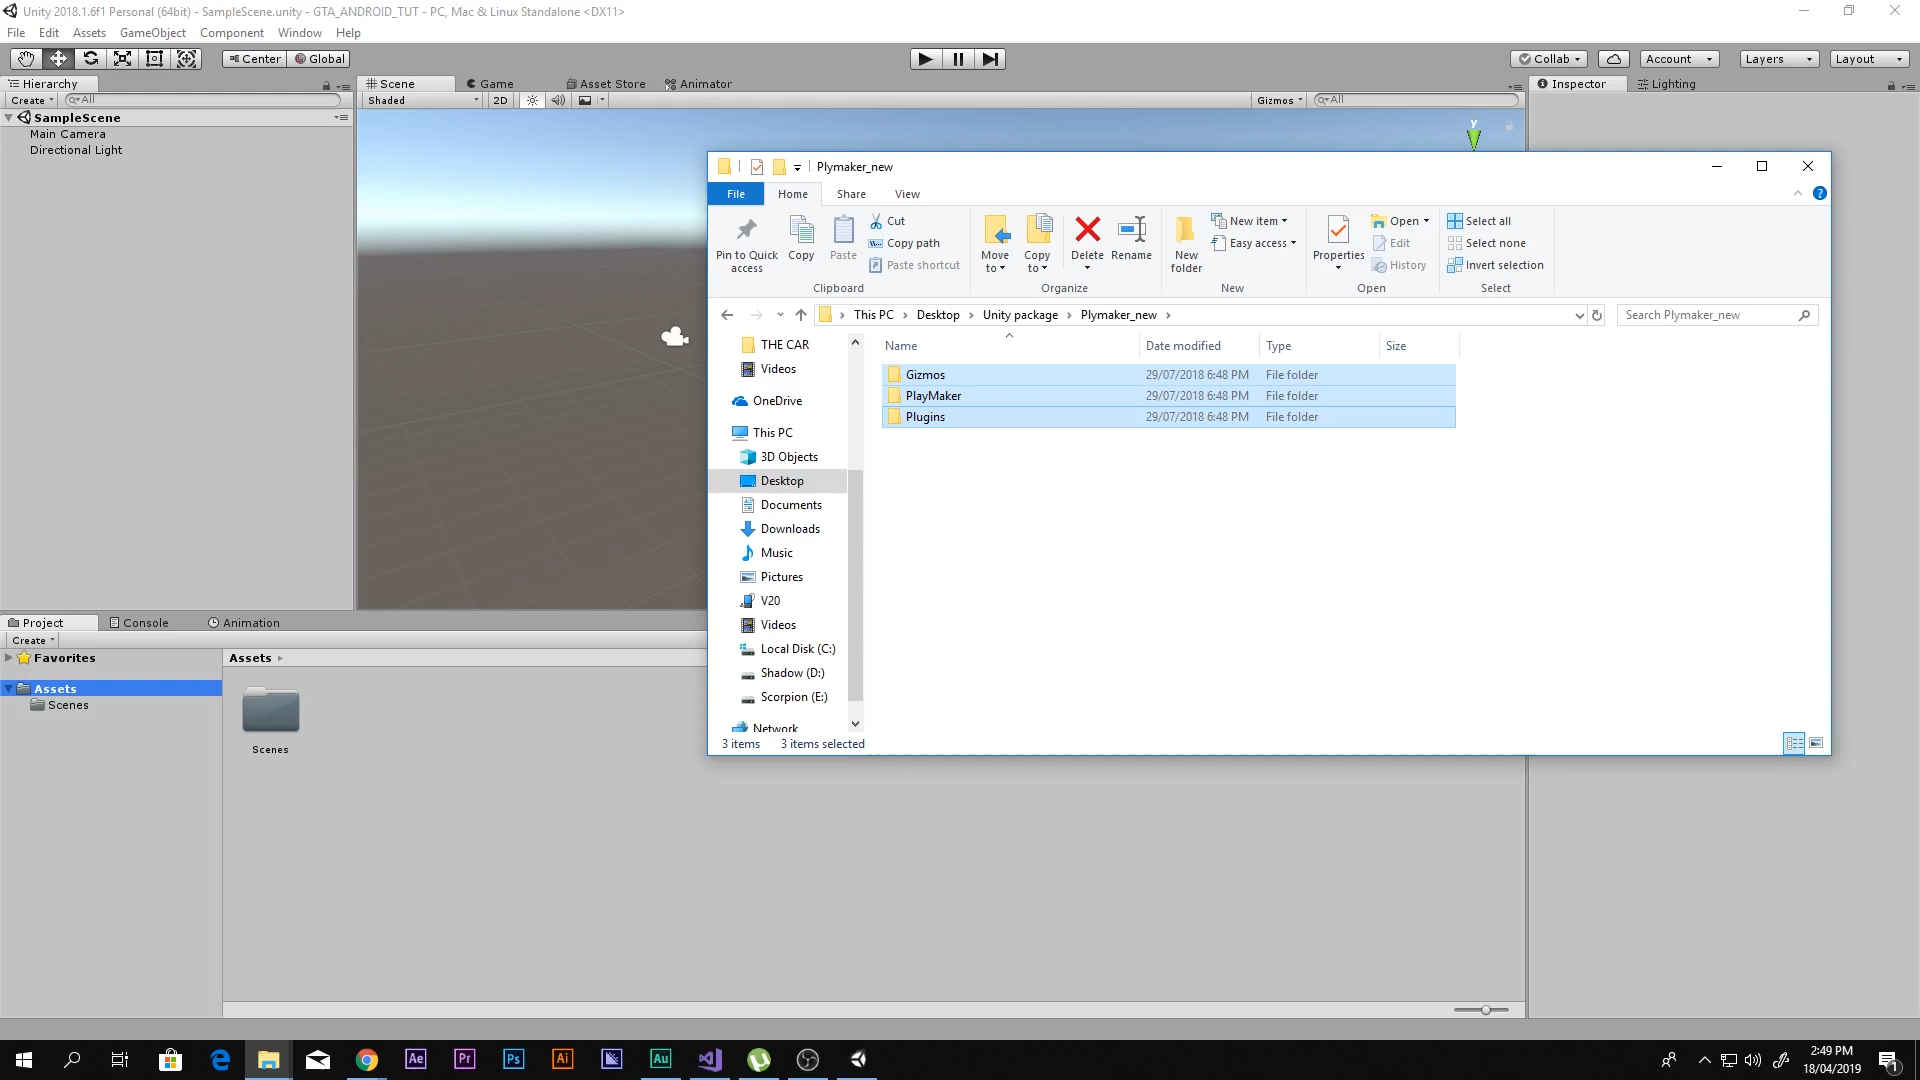 Unity 2018.1.6f1 Personal (64bit) - SampleScene.unity - GTA_ANDROID_TUT - PC, Mac & Linux Standalone <DX11>
File Edit Assets GameObject Component Window Help
Center Global Collab Account Layers Layout
Hierarchy Scene Game Asset Store Animator Inspector Lighting
Create All Shaded 2D Gizmos All
SampleScene
Main Camera
Directional Light
y
Plymaker_new
File Home Share View
Pin to Quick access
Copy
Paste
Cut
Copy path
Paste shortcut
Move to
Copy to
Delete
Rename
New folder
New item
Easy access
Properties
Open
Edit
History
Select all
Select none
Invert selection
Clipboard Organize New Open Select
This PC Desktop Unity package Plymaker_new
Search Plymaker_new
Name Date modified Type Size
Gizmos 29/07/2018 6:48 PM File folder
PlayMaker 29/07/2018 6:48 PM File folder
Plugins 29/07/2018 6:48 PM File folder
THE CAR
Videos
OneDrive
This PC
3D Objects
Desktop
Documents
Downloads
Music
Pictures
V20
Videos
Local Disk (C:)
Shadow (D:)
Scorpion (E:)
Network
3 items 3 items selected
Project Console Animation
Create
Favorites
Assets
Scenes
Assets
Scenes
Ae Pr Ps Ai Au
2:49 PM
18/04/2019
1